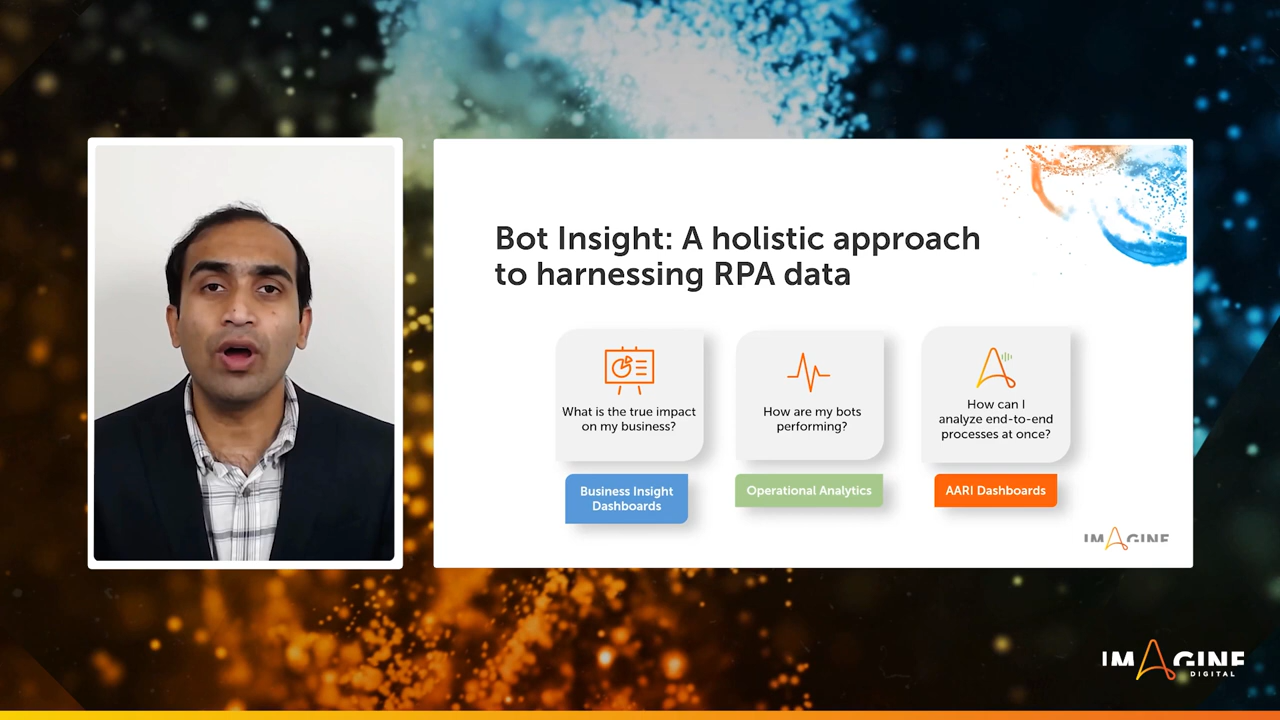 Bot Insight: A holistic approach
to harnessing RPA data
What is the true impact
on my business?
How are my bots
performing?
How can I
analyze end-to-end
processes at once?
Business Insight
Dashboards
Operational Analytics
AARI Dashboards
IMAGINE
IMAGINE
DIGITAL